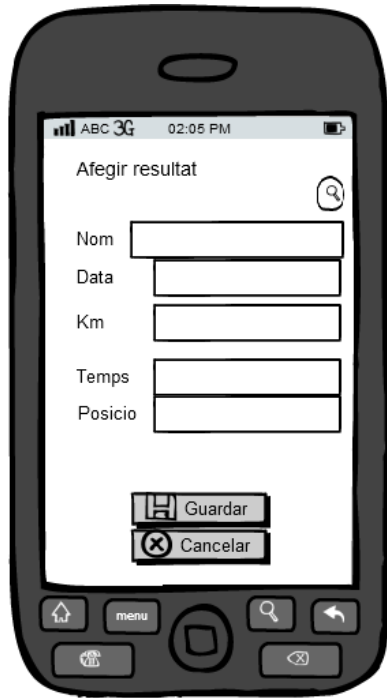 ABC 3G 02:05 PM
Afegir resultat
Nom
Data
Km
Temps
Posicio
Guardar
Cancelar
menu